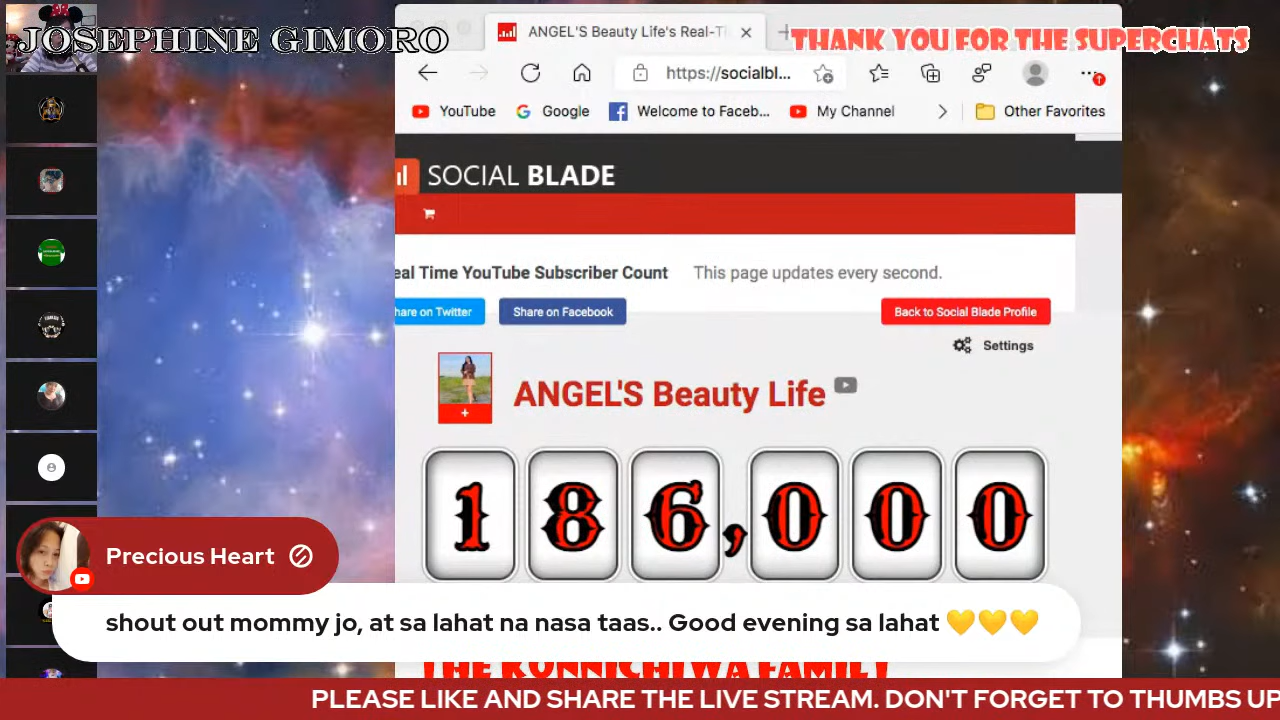 JOSEPHINE GIMORO
ANGEL'S Beauty Life's Real-Ti
THANK YOU FOR THE SUPERCHATS
https://socialbl...
YouTube
Google
Welcome to Faceb...
My Channel
Other Favorites
SOCIAL BLADE
eal Time YouTube Subscriber Count
This page updates every second.
hare on Twitter
Share on Facebook
Back to Social Blade Profile
Settings
ANGEL'S Beauty Life
+
186,000
Precious Heart
shout out mommy jo, at sa lahat na nasa taas.. Good evening sa lahat 💛💛💛
THE KONNICHIWA FAMILY
PLEASE LIKE AND SHARE THE LIVE STREAM. DON'T FORGET TO THUMBS UP